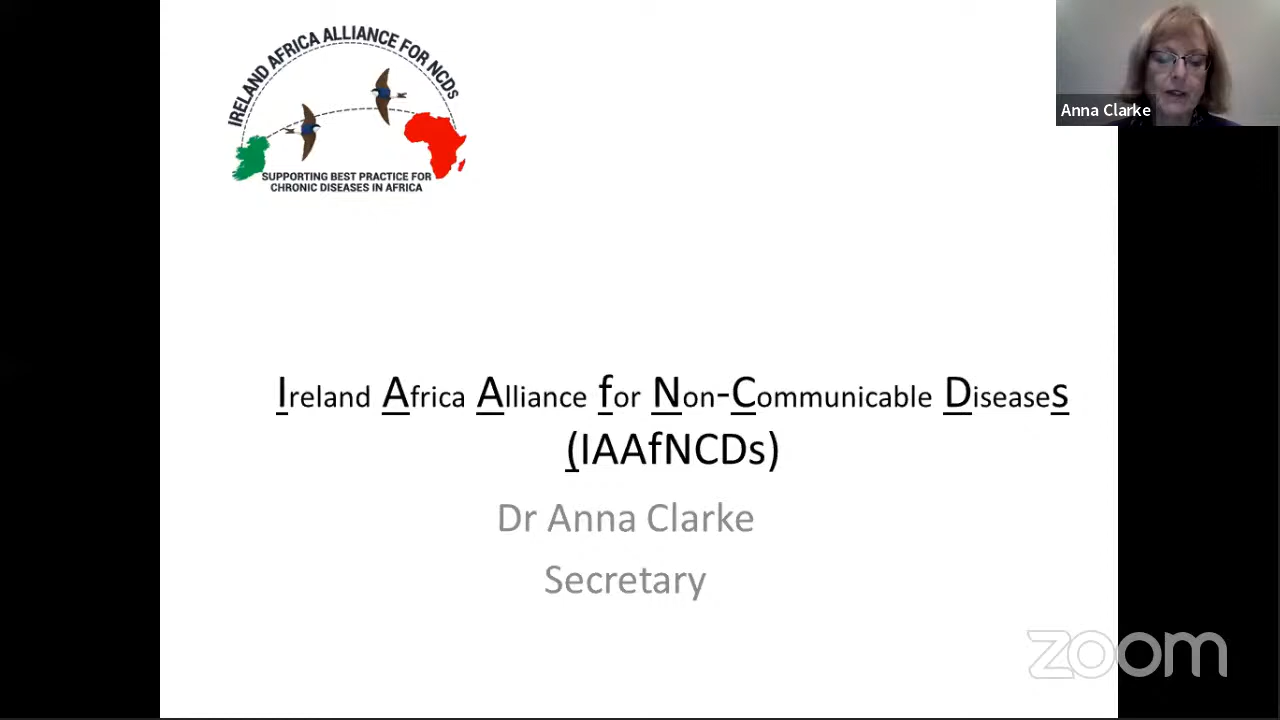 IRELAND AFRICA ALLIANCE FOR NCDS
SUPPORTING BEST PRACTICE FOR
CHRONIC DISEASES IN AFRICA
Anna Clarke
Ireland Africa Alliance for Non-Communicable Diseases
(IAAfNCDs)
Dr Anna Clarke
Secretary
zoom